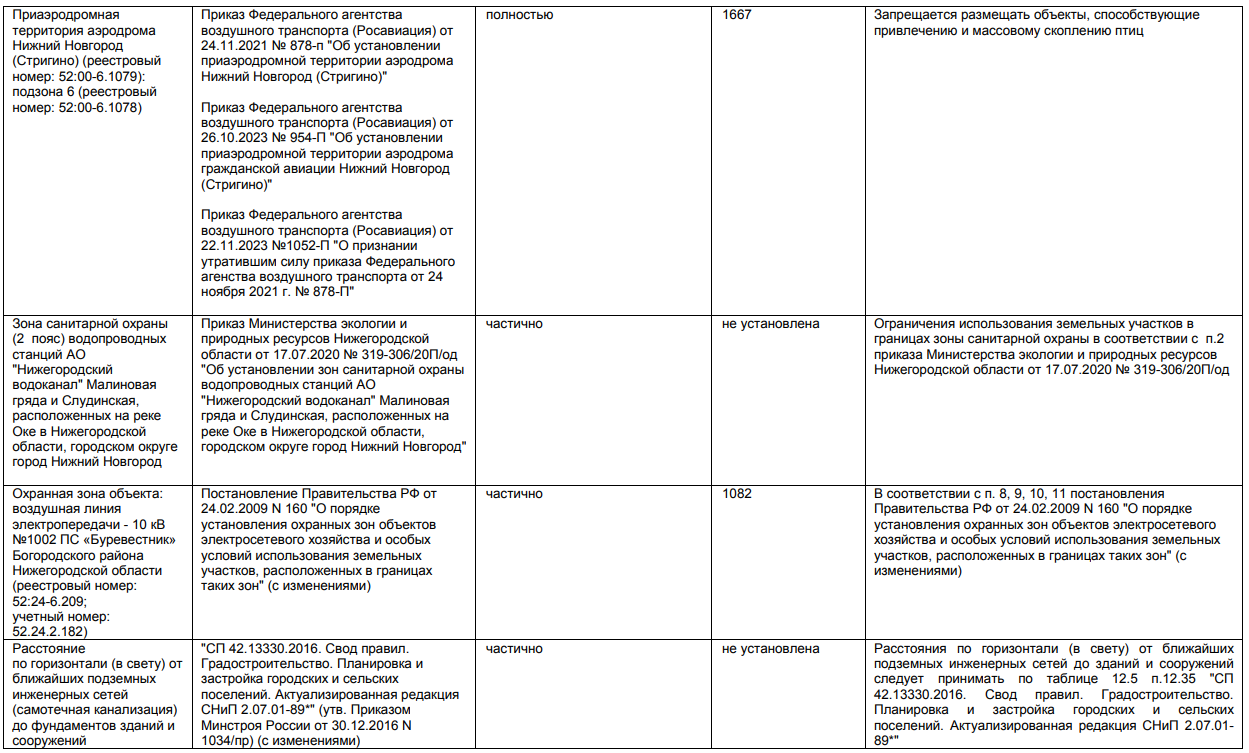 Приаэродромная
территория аэродрома
Нижний Новгород
(Стригино) (реестровый
номер: 52:00-6.1079):
подзона 6 (реестровый
номер: 52:00-6.1078)
Приказ Федерального агентства
воздушного транспорта (Росавиация) от
24.11.2021 № 878-п "Об установлении
приаэродромной территории аэродрома
Нижний Новгород (Стригино)"
Приказ Федерального агентства
воздушного транспорта (Росавиация) от
26.10.2023 № 954-П "Об установлении
приаэродромной территории аэродрома
гражданской авиации Нижний Новгород
(Стригино)"
Приказ Федерального агентства
воздушного транспорта (Росавиация) от
22.11.2023 №1052-П "О признании
утратившим силу приказа Федерального
агенства воздушного транспорта от 24
ноября 2021 г. № 878-П"
полностью
1667
Запрещается размещать объекты, способствующие
привлечению и массовому скоплению птиц
Зона санитарной охраны
(2 пояс) водопроводных
станций АО
"Нижегородский
водоканал" Малиновая
гряда и Слудинская,
расположенных на реке
Оке в Нижегородской
области, городском округе
город Нижний Новгород
Приказ Министерства экологии и
природных ресурсов Нижегородской
области от 17.07.2020 № 319-306/20П/од
"Об установлении зон санитарной охраны
водопроводных станций АО
"Нижегородский водоканал" Малиновая
гряда и Слудинская, расположенных на
реке Оке в Нижегородской области,
городском округе город Нижний Новгород"
частично
не установлена
Ограничения использования земельных участков в
границах зоны санитарной охраны в соответствии с п.2
приказа Министерства экологии и природных ресурсов
Нижегородской области от 17.07.2020 № 319-306/20П/од
Охранная зона объекта:
воздушная линия
электропередачи - 10 кВ
№1002 ПС «Буревестник»
Богородского района
Нижегородской области
(реестровый номер:
52:24-6.209;
учетный номер:
52.24.2.182)
Постановление Правительства РФ от
24.02.2009 N 160 "О порядке
установления охранных зон объектов
электросетевого хозяйства и особых
условий использования земельных
участков, расположенных в границах
таких зон" (с изменениями)
частично
1082
В соответствии с п. 8, 9, 10, 11 постановления
Правительства РФ от 24.02.2009 N 160 "О порядке
установления охранных зон объектов электросетевого
хозяйства и особых условий использования земельных
участков, расположенных в границах таких зон" (с
изменениями)
Расстояние
по горизонтали (в свету) от
ближайших подземных
инженерных сетей
(самотечная канализация)
до фундаментов зданий и
сооружений
"СП 42.13330.2016. Свод правил.
Градостроительство. Планировка и
застройка городских и сельских
поселений. Актуализированная редакция
СНиП 2.07.01-89*" (утв. Приказом
Минстроя России от 30.12.2016 N
1034/пр) (с изменениями)
частично
не установлена
Расстояния по горизонтали (в свету) от ближайших
подземных инженерных сетей до зданий и сооружений
следует принимать по таблице 12.5 п.12.35 "СП
42.13330.2016. Свод правил. Градостроительство.
Планировка и застройка городских и сельских
поселений. Актуализированная редакция СНиП 2.07.01-
89*"